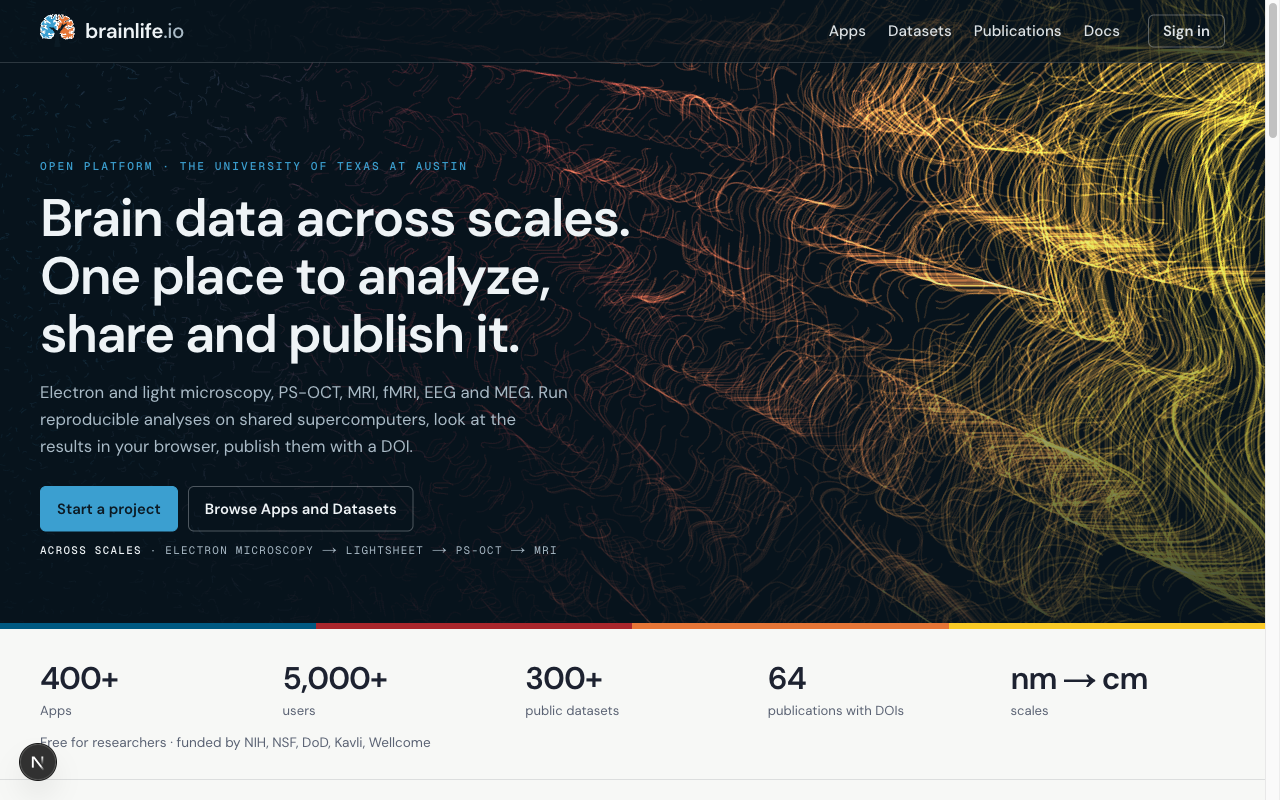 brainlife.io
Apps Datasets Publications Docs Sign in
OPEN PLATFORM · THE UNIVERSITY OF TEXAS AT AUSTIN
Brain data across scales.
One place to analyze,
share and publish it.
Electron and light microscopy, PS-OCT, MRI, fMRI, EEG and MEG. Run
reproducible analyses on shared supercomputers, look at the
results in your browser, publish them with a DOI.
Start a project Browse Apps and Datasets
ACROSS SCALES · ELECTRON MICROSCOPY → LIGHTSHEET → PS-OCT → MRI
400+ 5,000+ 300+ 64 nm → cm
Apps users public datasets publications with DOIs scales
Free for researchers · funded by NIH, NSF, DoD, Kavli, Wellcome
N